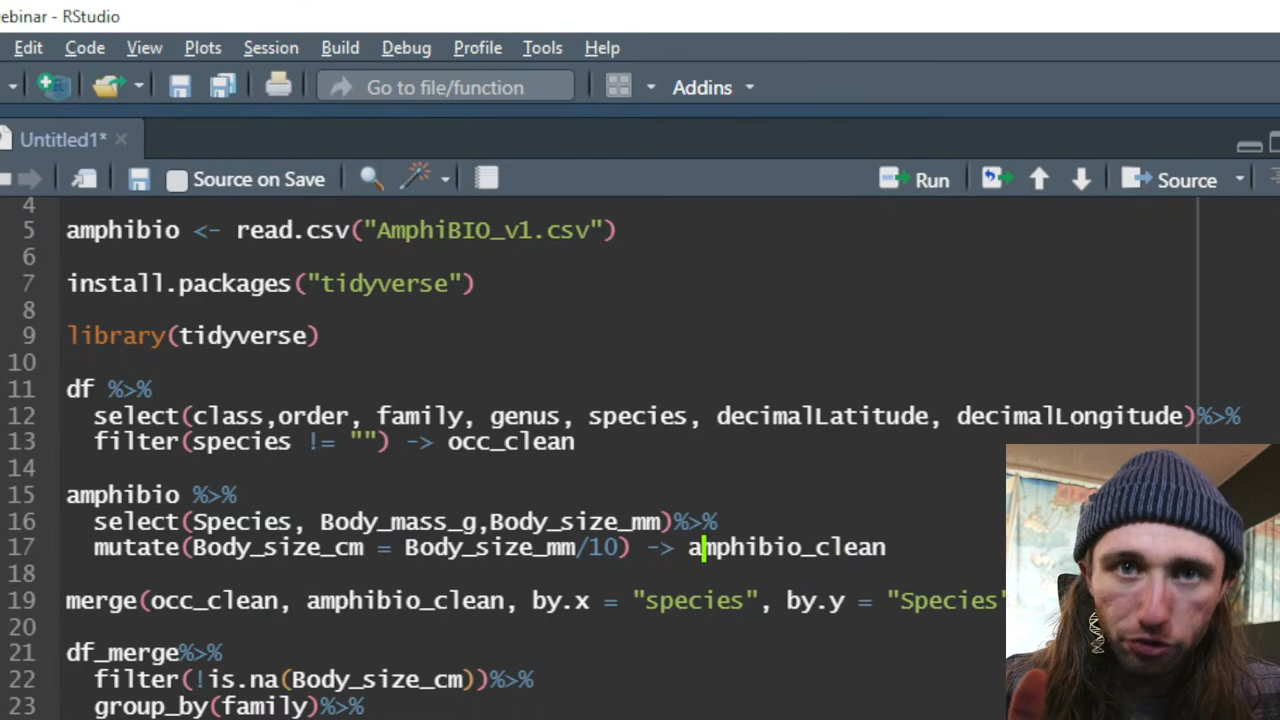 ebinar - RStudio
Edit Code View Plots Session Build Debug Profile Tools Help
Go to file/function Addins
Untitled1*
Source on Save Run Source
4
5 amphibio <- read.csv("AmphiBIO_v1.csv")
6
7 install.packages("tidyverse")
8
9 library(tidyverse)
10
11 df %>%
12 select(class,order, family, genus, species, decimalLatitude, decimalLongitude)%>%
13 filter(species != "") -> occ_clean
14
15 amphibio %>%
16 select(Species, Body_mass_g,Body_size_mm)%>%
17 mutate(Body_size_cm = Body_size_mm/10) -> amphibio_clean
18
19 merge(occ_clean, amphibio_clean, by.x = "species", by.y = "Species"
20
21 df_merge%>%
22 filter(!is.na(Body_size_cm))%>%
23 group_by(family)%>%